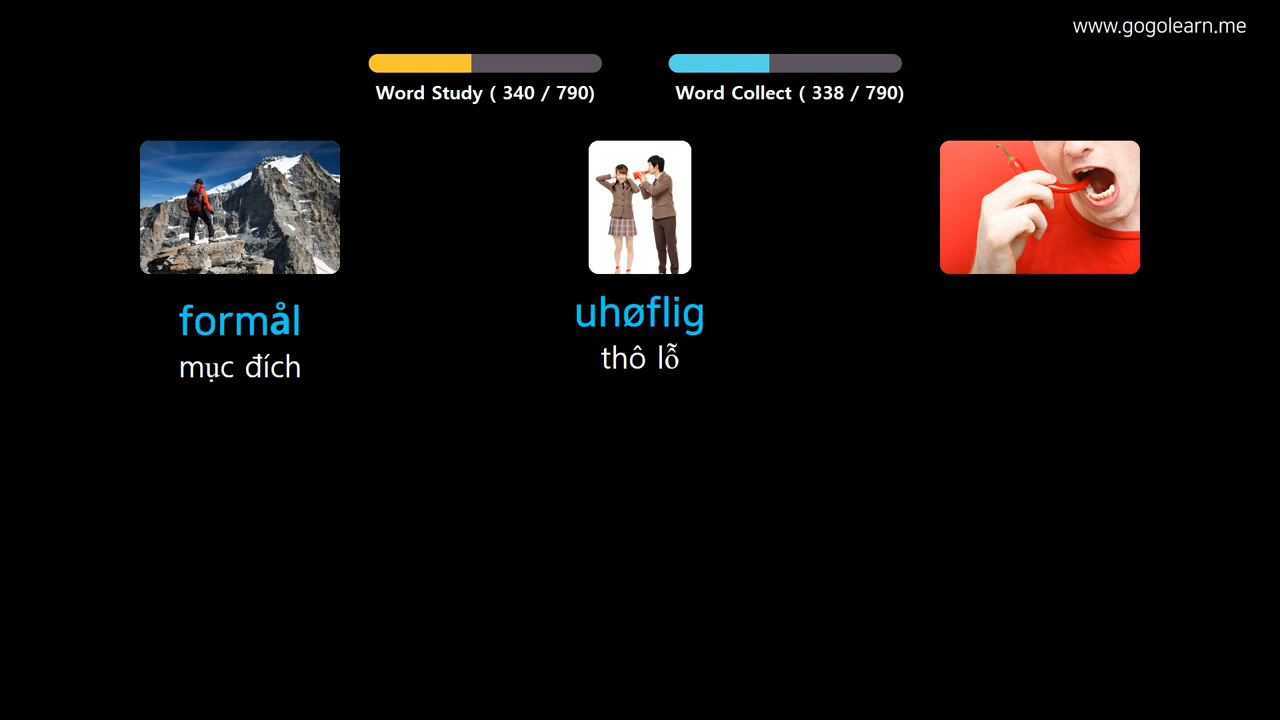 www.gogolearn.me
Word Study ( 340 / 790)
Word Collect ( 338 / 790)
formål
mục đích
uhøflig
thô lỗ